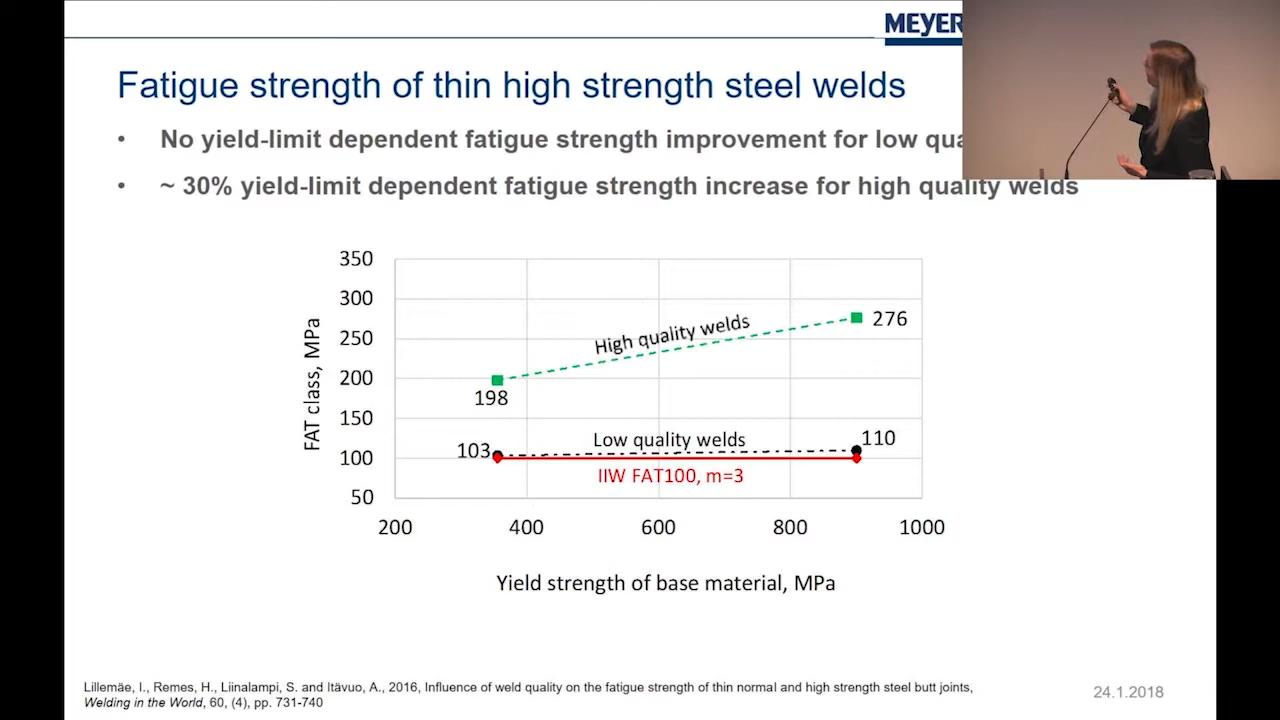 MEYER
Fatigue strength of thin high strength steel welds
• No yield-limit dependent fatigue strength improvement for low
• ~ 30% yield-limit dependent fatigue strength increase for high quality welds
350
300
250
200
150
100
50
FAT class, MPa
High quality welds
276
198
Low quality welds
103
110
IIW FAT100, m=3
200 400 600 800 1000
Yield strength of base material, MPa
Lillemäe, I., Remes, H., Liinalampi, S. and Itävuo, A., 2016, Influence of weld quality on the fatigue strength of thin normal and high strength steel butt joints,
Welding in the World, 60, (4), pp. 731-740
24.1.2018